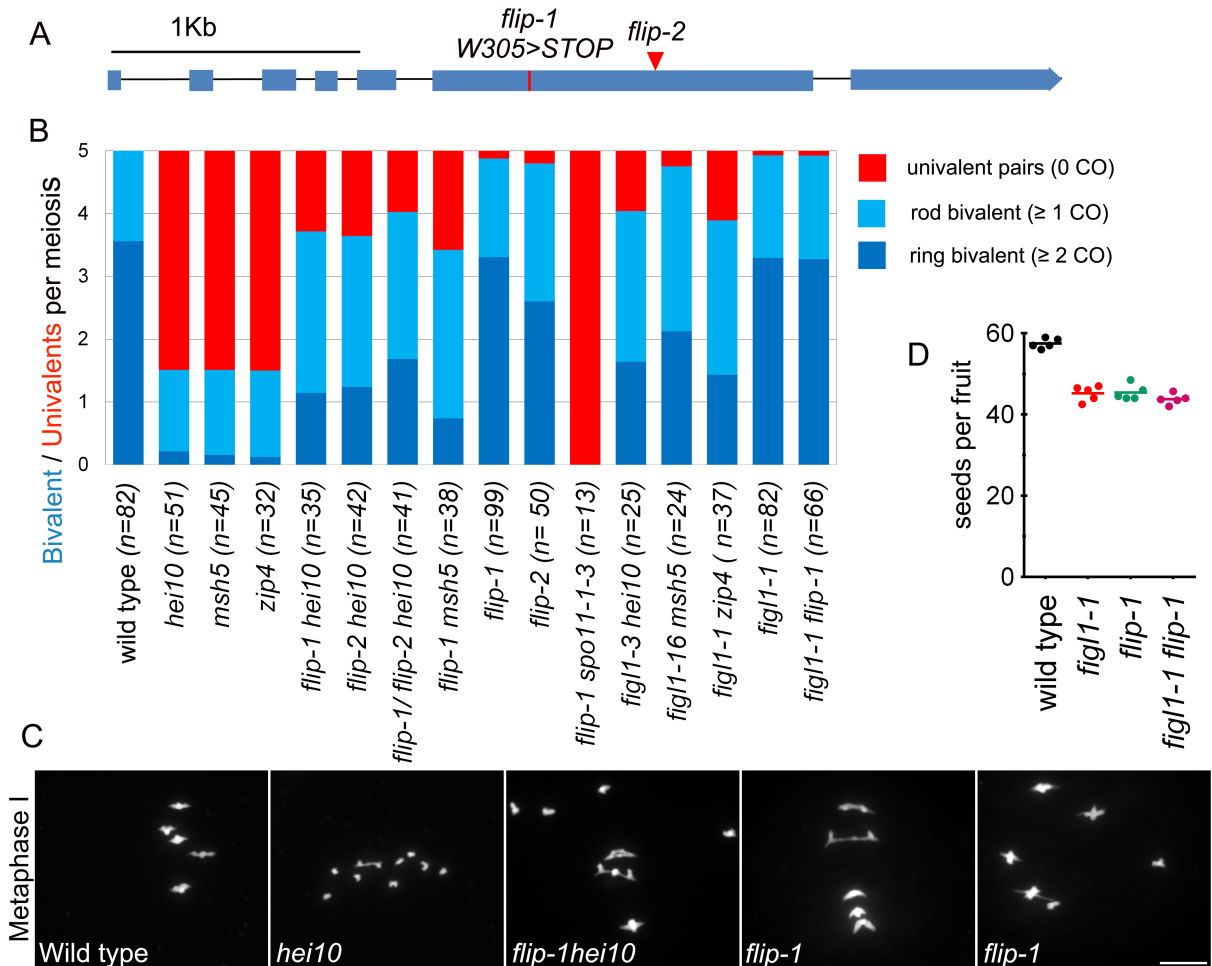 A
1Kb
flip-1
W305>STOP
flip-2
B
Bivalent / Univalents per meiosis
5
4
3
2
1
0
wild type (n=82)
hei10 (n=51)
msh5 (n=45)
zip4 (n=32)
flip-1 hei10 (n=35)
flip-2 hei10 (n=42)
flip-1/ flip-2 hei10 (n=41)
flip-1 msh5 (n=38)
flip-1 (n=99)
flip-2 (n= 50)
flip-1 spo11-1-3 (n=13)
figl1-3 hei10 (n=25)
figl1-16 msh5 (n=24)
figl1-1 zip4 ( n=37)
figl1-1 (n=82)
figl1-1 flip-1 (n=66)
univalent pairs (0 CO)
rod bivalent (≥ 1 CO)
ring bivalent (≥ 2 CO)
D
seeds per fruit
60
40
20
0
wild type
figl1-1
flip-1
figl1-1 flip-1
C
Metaphase I
Wild type
hei10
flip-1hei10
flip-1
flip-1